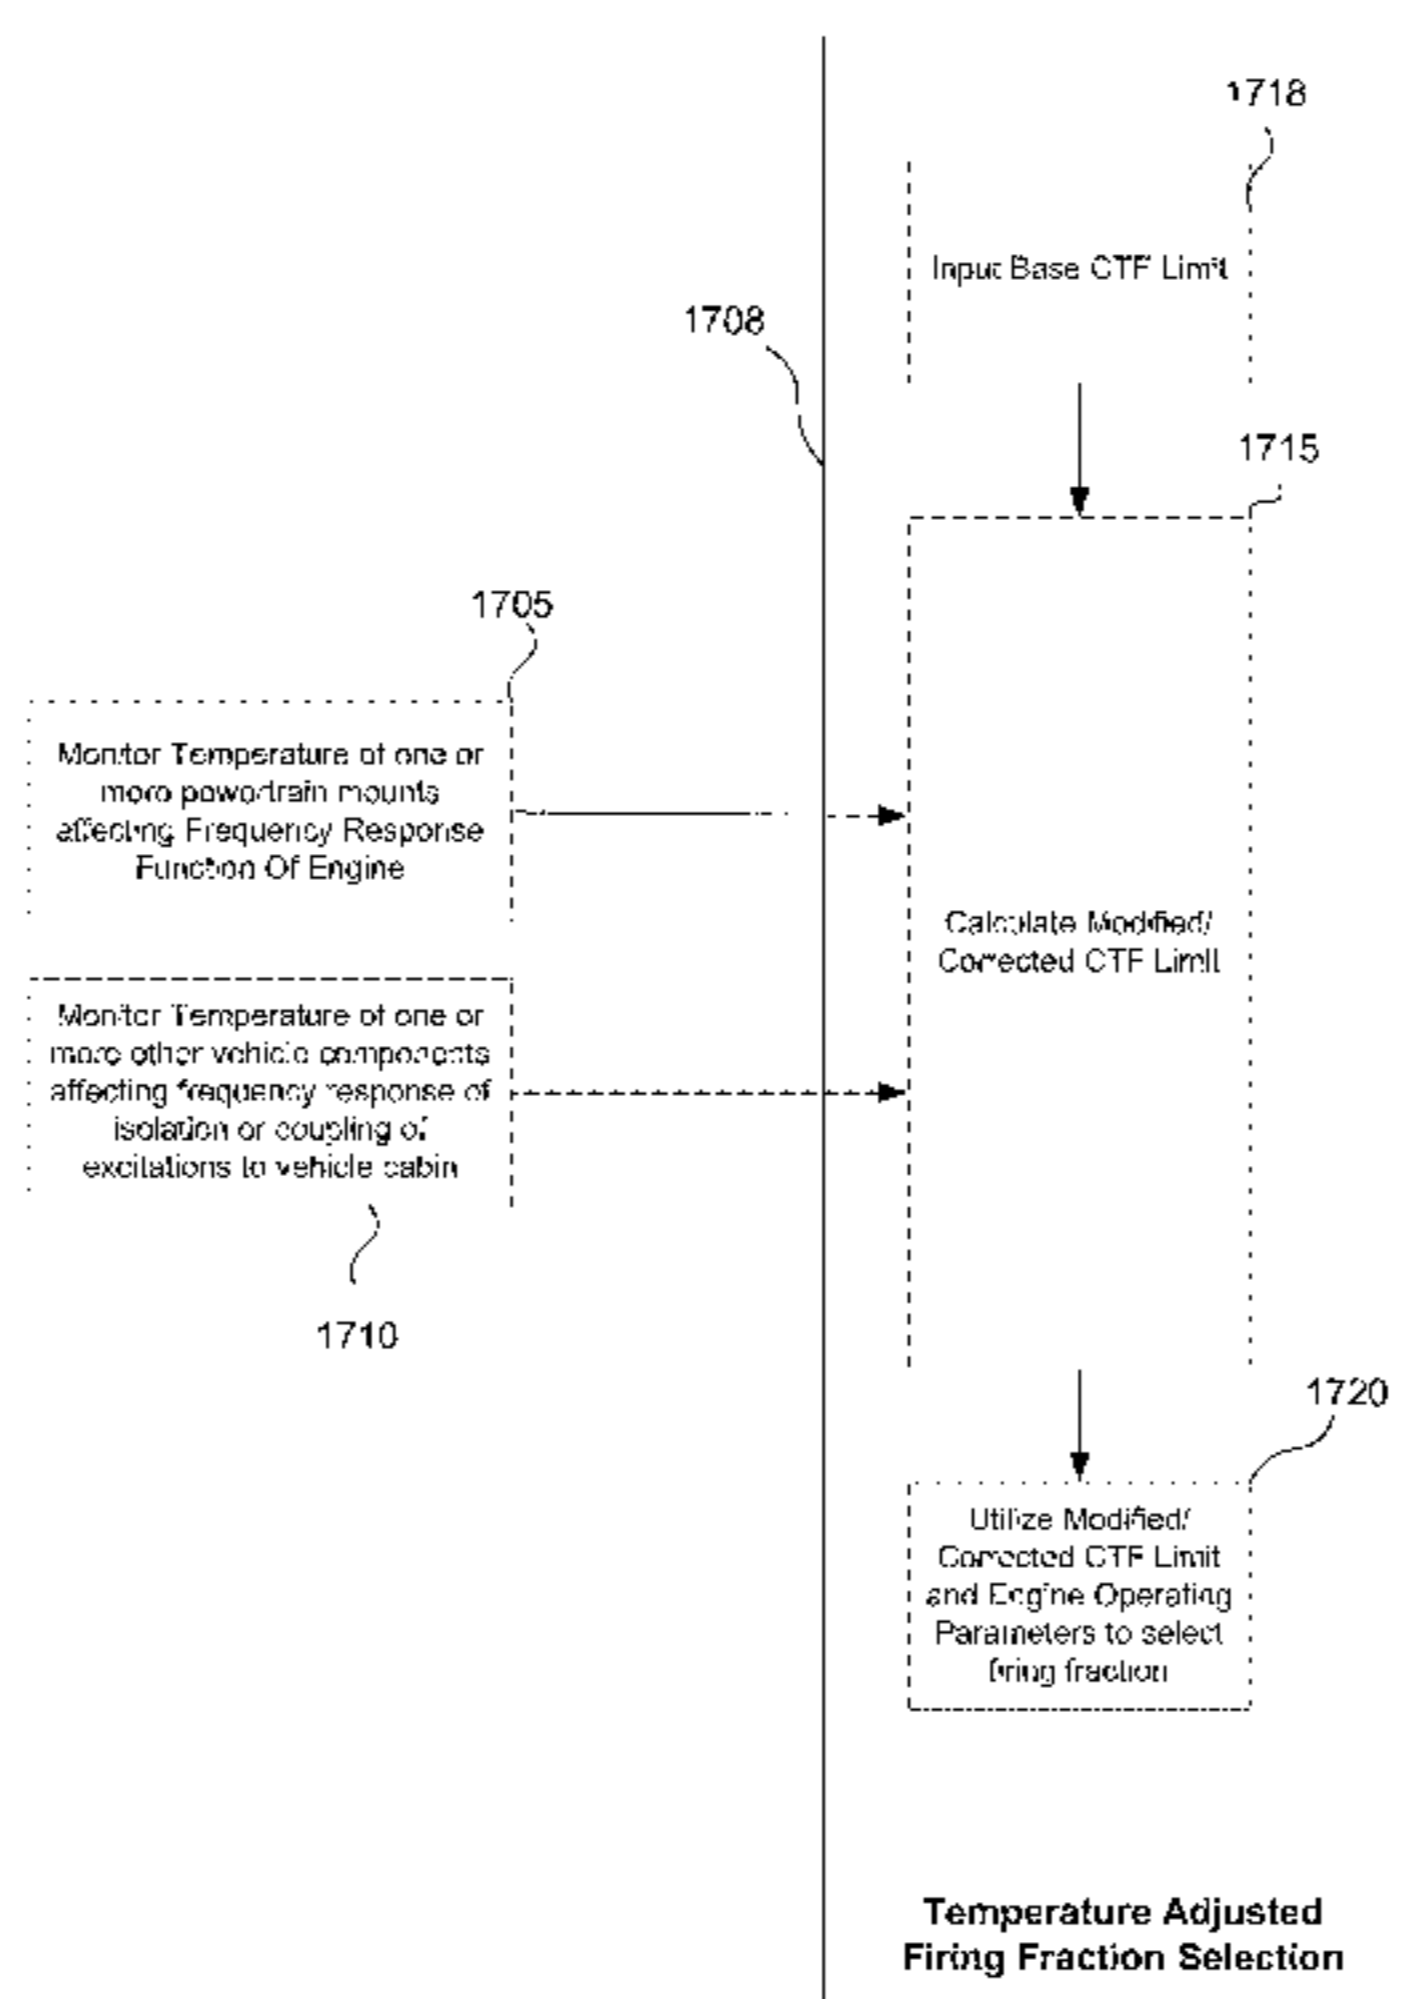 1718
Input Base CTF Limit
1708
1715
1705
Monitor Temperature of one or
more powertrain mounts
affecting Frequency Response
Function Of Engine
Calculate Modified/
Corrected CTF Limit
Monitor Temperature of one or
more other vehicle components
affecting frequency response of
isolation or coupling of
excitations to vehicle cabin
1710
1720
Utilize Modified/
Corrected CTF Limit
and Engine Operating
Parameters to select
firing fraction
Temperature Adjusted
Firing Fraction Selection